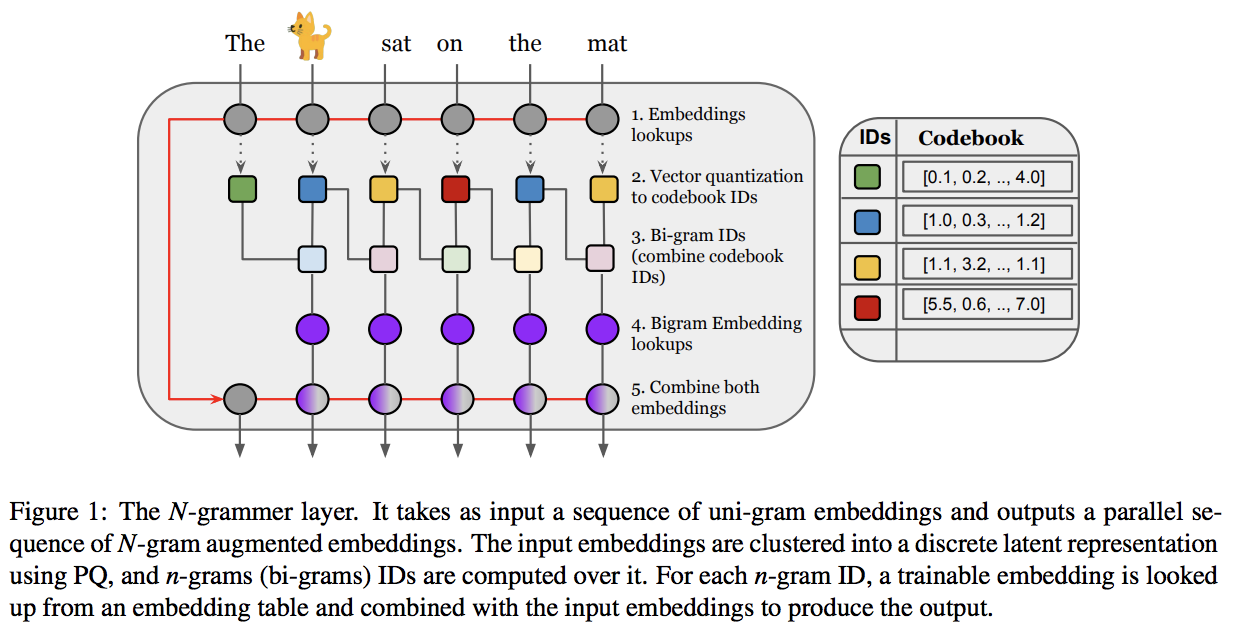 The sat on the mat
1. Embeddings
lookups
2. Vector quantization
to codebook IDs
3. Bi-gram IDs
(combine codebook
IDs)
4. Bigram Embedding
lookups
5. Combine both
embeddings
IDs Codebook
[0.1, 0.2, .., 4.0]
[1.0, 0.3, .., 1.2]
[1.1, 3.2, .., 1.1]
[5.5, 0.6, .., 7.0]
Figure 1: The N-grammer layer. It takes as input a sequence of uni-gram embeddings and outputs a parallel se-
quence of N-gram augmented embeddings. The input embeddings are clustered into a discrete latent representation
using PQ, and n-grams (bi-grams) IDs are computed over it. For each n-gram ID, a trainable embedding is looked
up from an embedding table and combined with the input embeddings to produce the output.